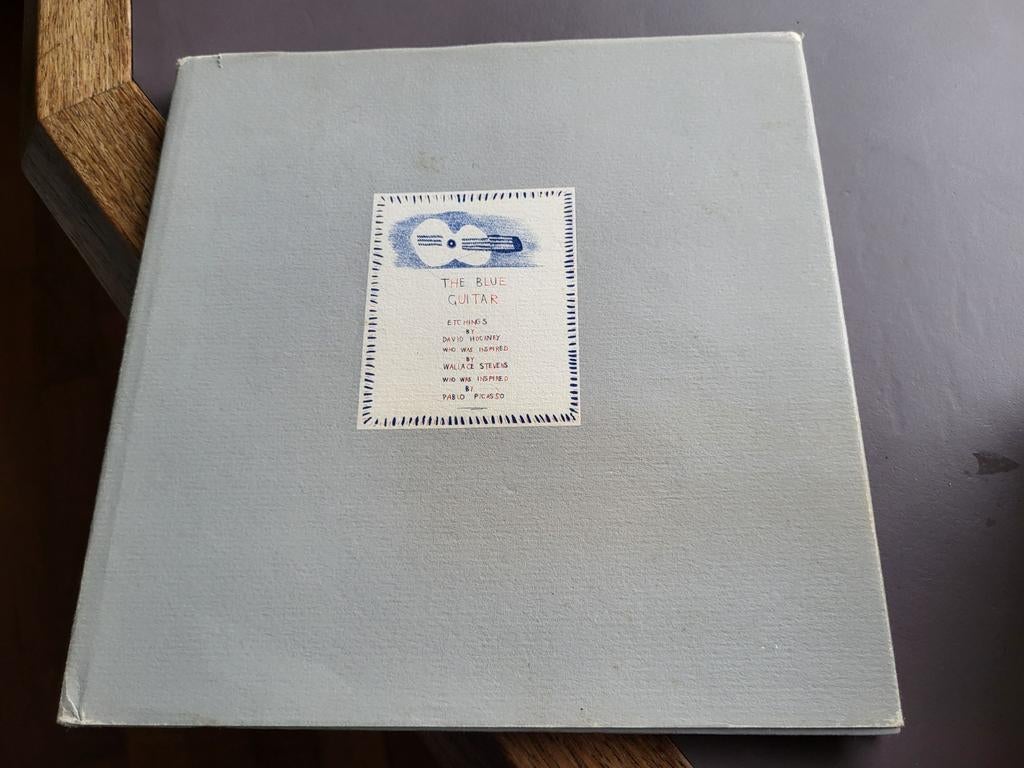 THE BLUE
GUITAR
ETCHINGS
BY
DAVID HOCKNEY
WHO WAS INSPIRED
BY
WALLACE STEVENS
WHO WAS INSPIRED
BY
PABLO PICASSO